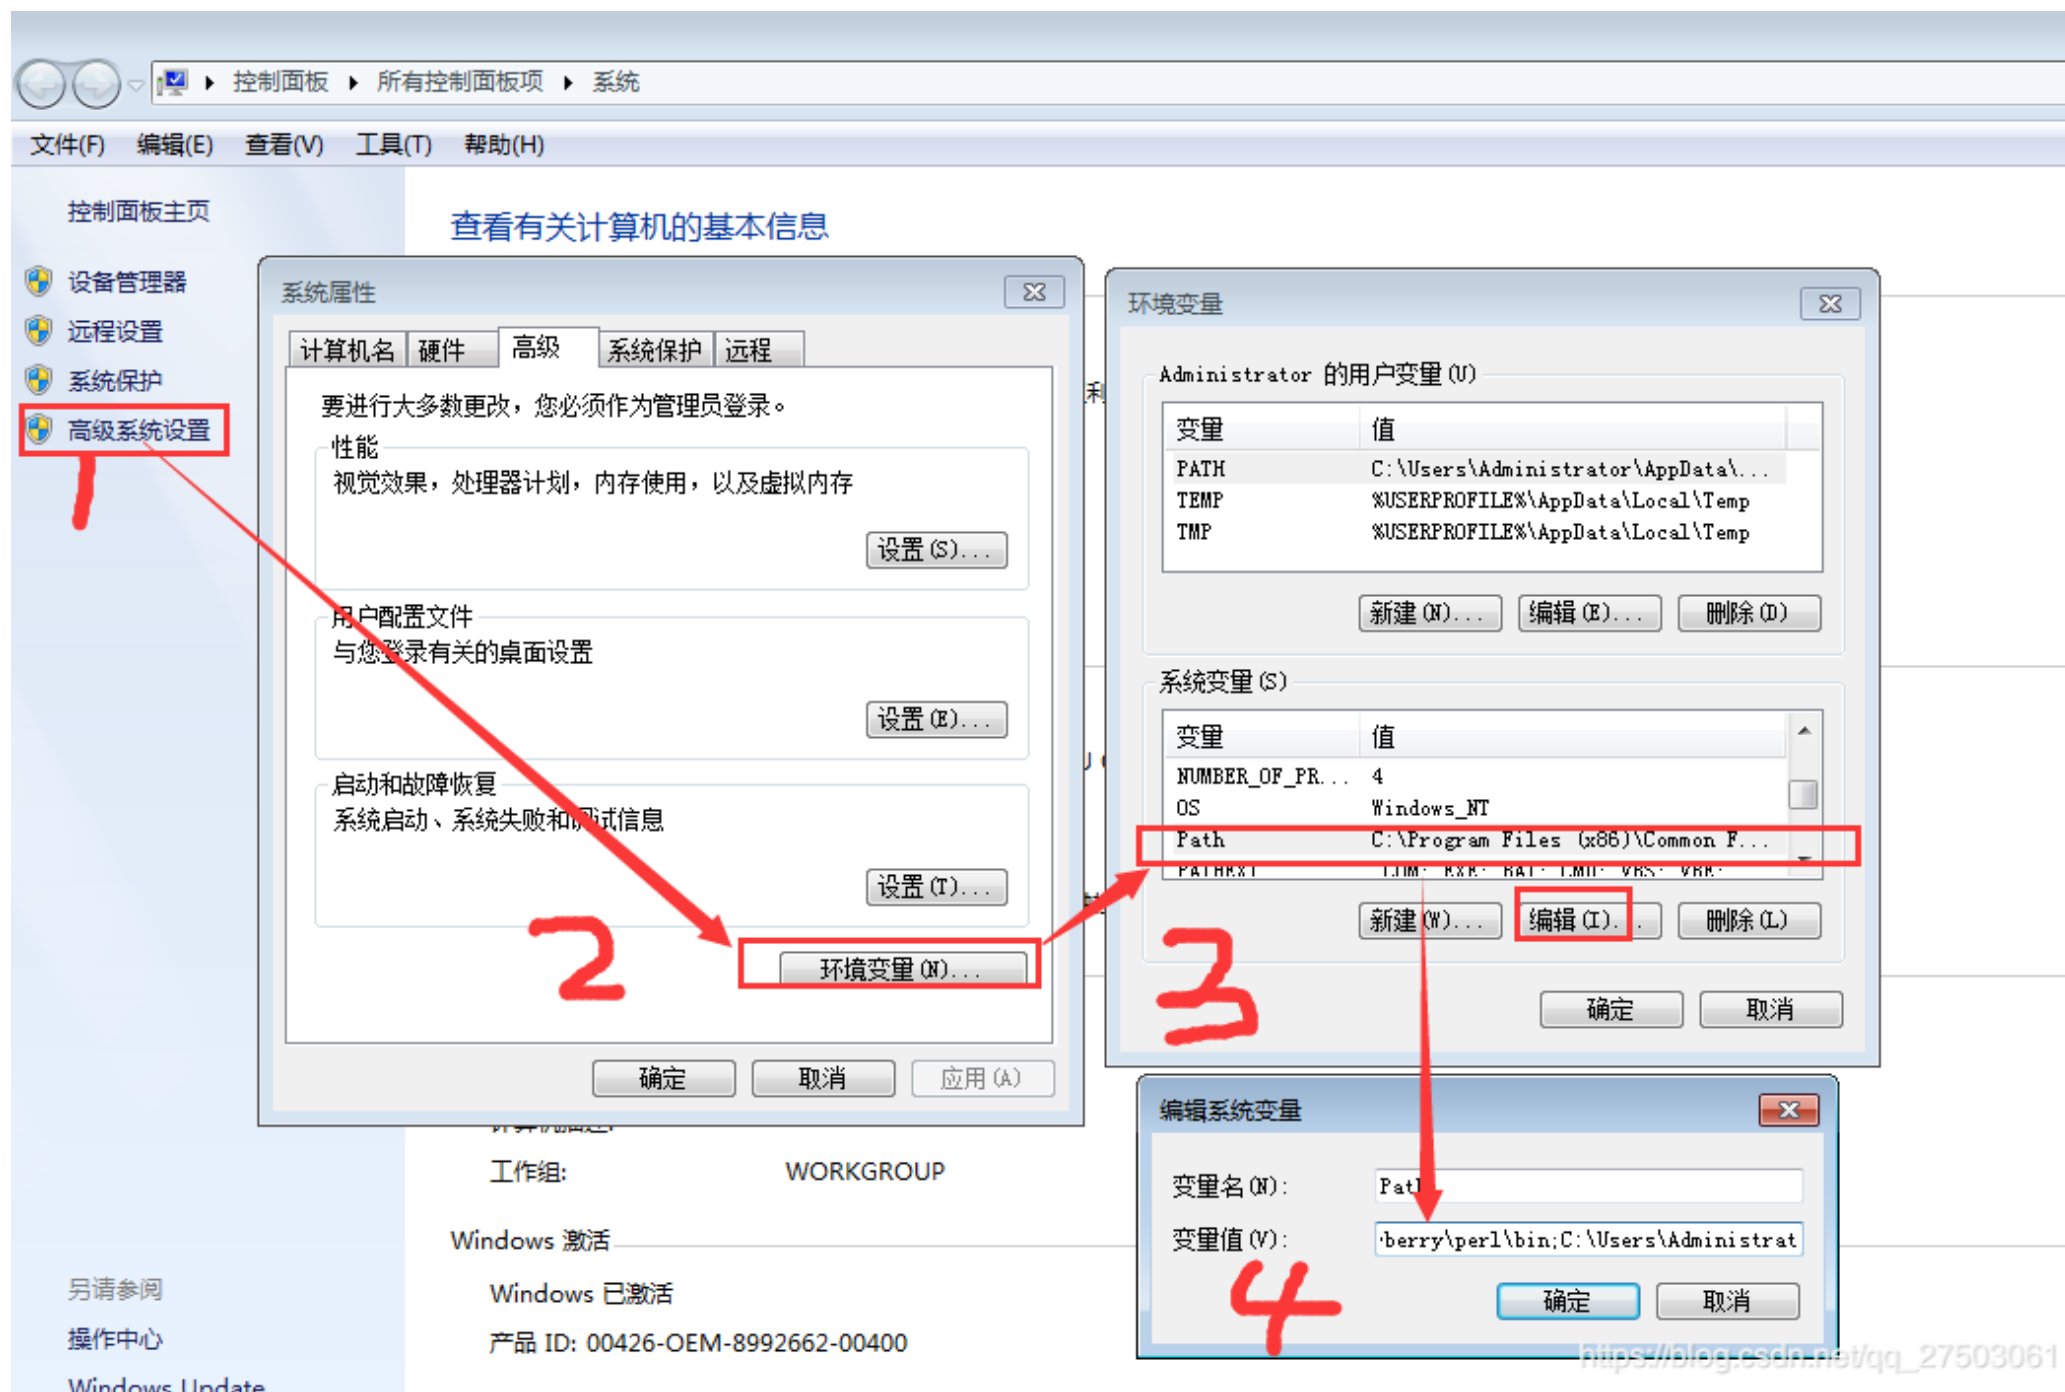 控制面板 所有控制面板项 系统
文件(F) 编辑(E) 查看(V) 工具(T) 帮助(H)
控制面板主页
设备管理器
远程设置
系统保护
高级系统设置
1
查看有关计算机的基本信息
系统属性
计算机名 硬件 高级 系统保护 远程
要进行大多数更改，您必须作为管理员登录。
性能
视觉效果，处理器计划，内存使用，以及虚拟内存
设置(S)...
用户配置文件
与您登录有关的桌面设置
设置(E)...
启动和故障恢复
系统启动、系统失败和调试信息
设置(T)...
2
环境变量(N)...
确定 取消 应用(A)
利
环境变量
Administrator 的用户变量(U)
变量 值
PATH C:\Users\Administrator\AppData\...
TEMP %USERPROFILE%\AppData\Local\Temp
TMP %USERPROFILE%\AppData\Local\Temp
新建(N)... 编辑(E)... 删除(D)
系统变量(S)
变量 值
NUMBER_OF_PR... 4
OS Windows_NT
Path C:\Program Files (x86)\Common F...
PATHEXT .COM;.EXE;.BAT;.CMD;.VBS;.VBE;
新建(W)... 编辑(I)... 删除(L)
3
确定 取消
编辑系统变量
变量名(N): Path
变量值(V): berry\perl\bin;C:\Users\Administrat
4
确定 取消
工作组: WORKGROUP
Windows 激活
Windows 已激活
产品 ID: 00426-OEM-8992662-00400
另请参阅
操作中心
Windows Update
https://blog.csdn.net/qq_27503061